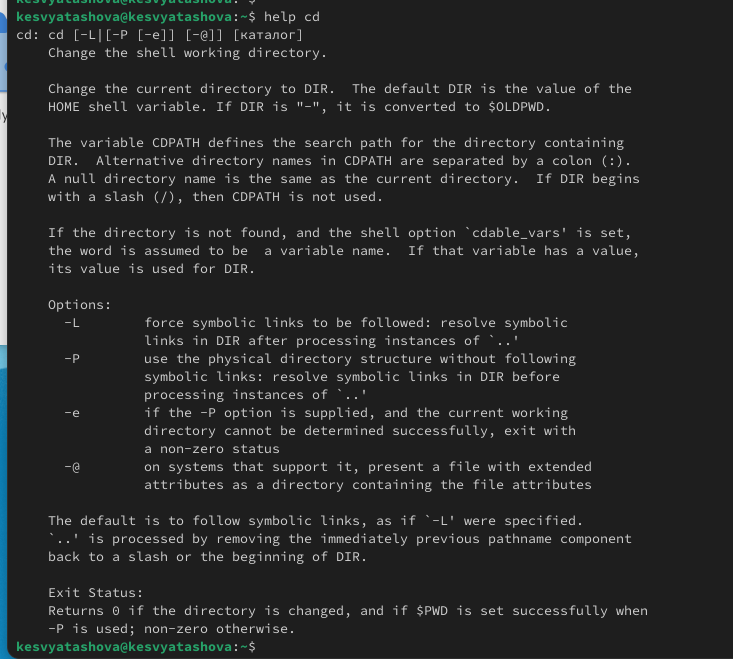 kesvyatashova@kesvyatashova:~$
kesvyatashova@kesvyatashova:~$ help cd
cd: cd [-L|[-P [-e]] [-@]] [каталог]
    Change the shell working directory.

    Change the current directory to DIR.  The default DIR is the value of the
    HOME shell variable. If DIR is "-", it is converted to $OLDPWD.

    The variable CDPATH defines the search path for the directory containing
    DIR.  Alternative directory names in CDPATH are separated by a colon (:).
    A null directory name is the same as the current directory.  If DIR begins
    with a slash (/), then CDPATH is not used.

    If the directory is not found, and the shell option `cdable_vars' is set,
    the word is assumed to be  a variable name.  If that variable has a value,
    its value is used for DIR.

    Options:
      -L        force symbolic links to be followed: resolve symbolic
                links in DIR after processing instances of `..'
      -P        use the physical directory structure without following
                symbolic links: resolve symbolic links in DIR before
                processing instances of `..'
      -e        if the -P option is supplied, and the current working
                directory cannot be determined successfully, exit with
                a non-zero status
      -@        on systems that support it, present a file with extended
                attributes as a directory containing the file attributes

    The default is to follow symbolic links, as if `-L' were specified.
    `..' is processed by removing the immediately previous pathname component
    back to a slash or the beginning of DIR.

    Exit Status:
    Returns 0 if the directory is changed, and if $PWD is set successfully when
    -P is used; non-zero otherwise.
kesvyatashova@kesvyatashova:~$